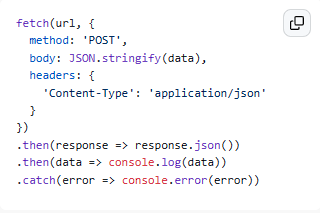 fetch(url, {
  method: 'POST',
  body: JSON.stringify(data),
  headers: {
    'Content-Type': 'application/json'
  }
})
.then(response => response.json())
.then(data => console.log(data))
.catch(error => console.error(error))